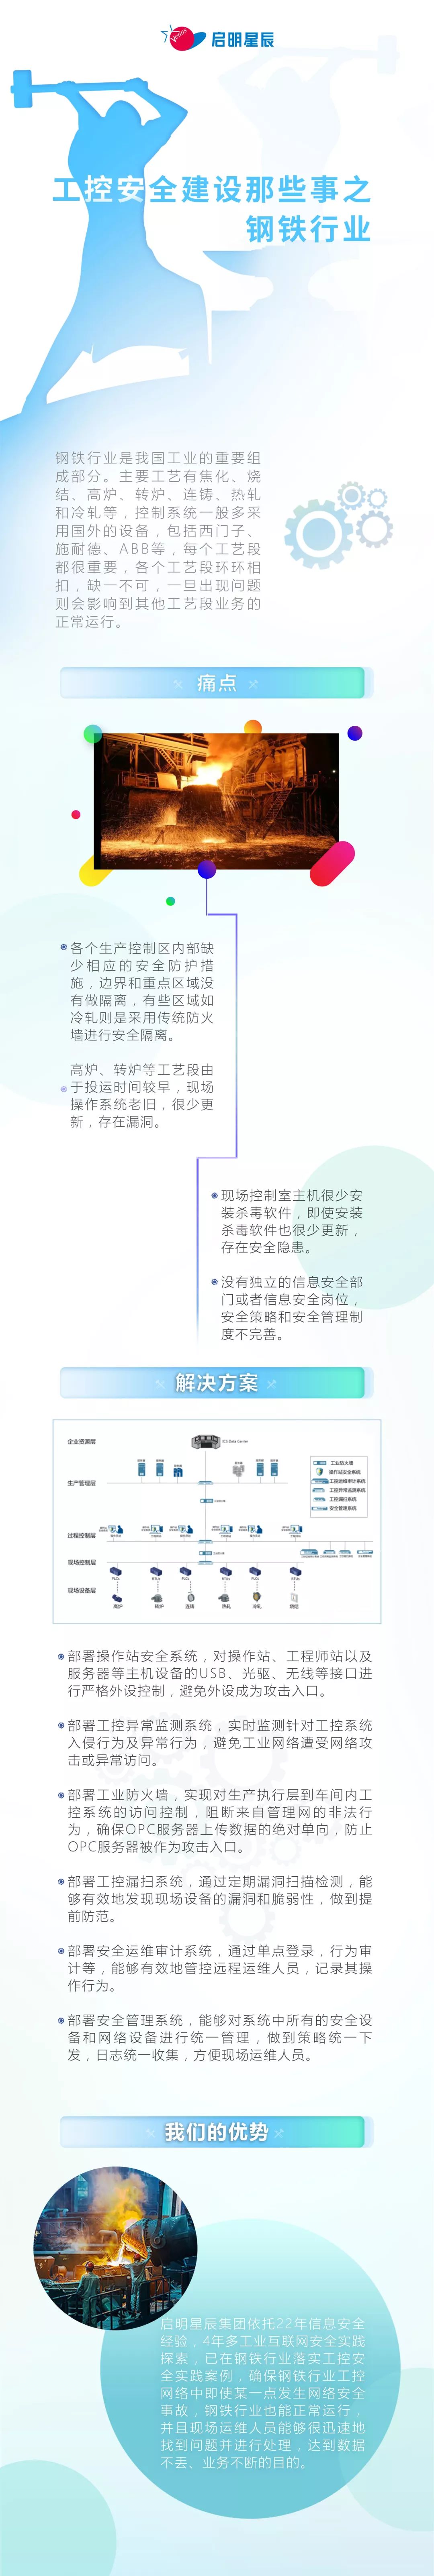 Venus
启明星辰
工控安全建设那些事之
钢铁行业
钢铁行业是我国工业的重要组
成部分。主要工艺有焦化、烧
结、高炉、转炉、连铸、热轧
和冷轧等，控制系统一般多采
用国外的设备，包括西门子、
施耐德、ABB等，每个工艺段
都很重要，各个工艺段环环相
扣，缺一不可，一旦出现问题
则会影响到其他工艺段业务的
正常运行。
痛点
各个生产控制区内部缺
少相应的安全防护措
施，边界和重点区域没
有做隔离，有些区域如
冷轧则是采用传统防火
墙进行安全隔离。
高炉、转炉等工艺段由
于投运时间较早，现场
操作系统老旧，很少更
新，存在漏洞。
现场控制室主机很少安
装杀毒软件，即使安装
杀毒软件也很少更新，
存在安全隐患。
没有独立的信息安全部
门或者信息安全岗位，
安全策略和安全管理制
度不完善。
解决方案
企业资源层
生产管理层
过程控制层
现场控制层
现场设备层
工业防火墙
操作站安全系统
工控运维审计系统
工控异常监测系统
工控漏扫系统
安全管理系统
高炉
转炉
连铸
热轧
冷轧
烧结
部署操作站安全系统，对操作站、工程师站以及
服务器等主机设备的USB、光驱、无线等接口进
行严格外设控制，避免外设成为攻击入口。
部署工控异常监测系统，实时监测针对工控系统
入侵行为及异常行为，避免工业网络遭受网络攻
击或异常访问。
部署工业防火墙，实现对生产执行层到车间内工
控系统的访问控制，阻断来自管理网的非法行
为，确保OPC服务器上传数据的绝对单向，防止
OPC服务器被作为攻击入口。
部署工控漏扫系统，通过定期漏洞扫描检测，能
够有效地发现现场设备的漏洞和脆弱性，做到提
前防范。
部署安全运维审计系统，通过单点登录，行为审
计等，能够有效地管控远程运维人员，记录其操
作行为。
部署安全管理系统，能够对系统中所有的安全设
备和网络设备进行统一管理，做到策略统一下
发，日志统一收集，方便现场运维人员。
我们的优势
启明星辰集团依托22年信息安全
经验，4年多工业互联网安全实践
探索，已在钢铁行业落实工控安
全实践案例，确保钢铁行业工控
网络中即使某一点发生网络安全
事故，钢铁行业也能正常运行，
并且现场运维人员能够很迅速地
找到问题并进行处理，达到数据
不丢、业务不断的目的。